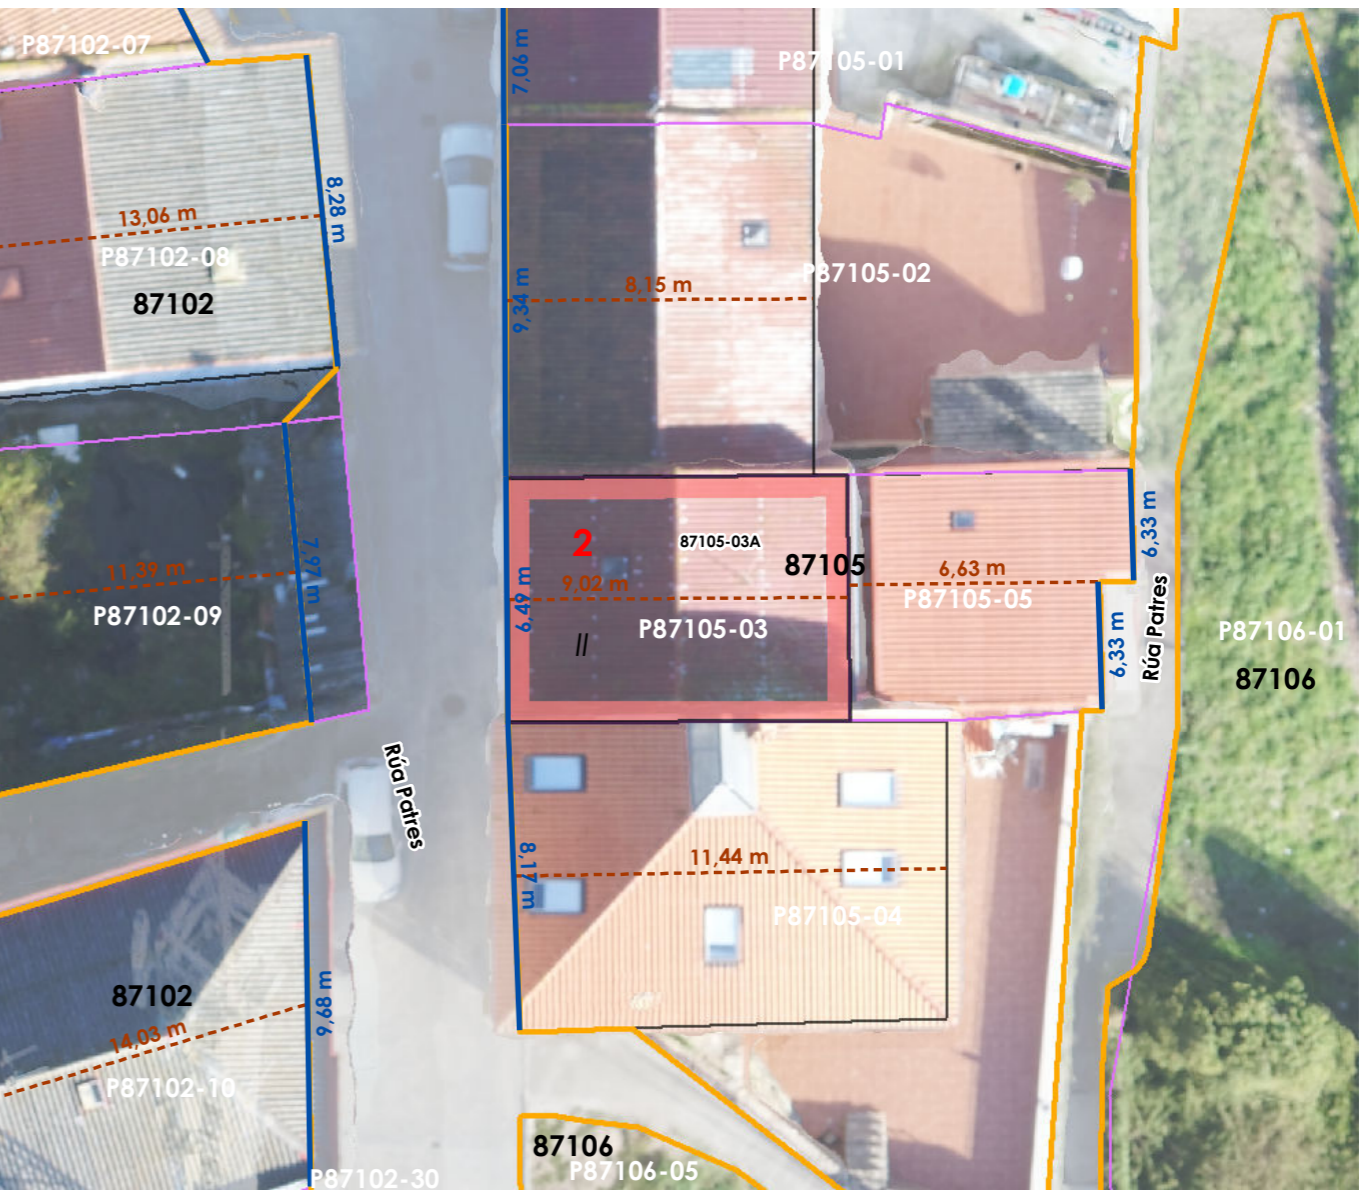 P87102-07
7,06 m
P87105-01
8,28 m
13,06 m
P87102-08
87102
9,34 m
8,15 m
P87105-02
2
87105-03A
87105
6,33 m
11,39 m
7,97 m
P87102-09
6,49 m
9,02 m
//
P87105-03
6,63 m
P87105-05
6,33 m
Rúa Patres
P87106-01
87106
Rúa Patres
8,17 m
11,44 m
P87105-04
87102
9,68 m
14,03 m
P87102-10
87106
P87106-05
P87102-30